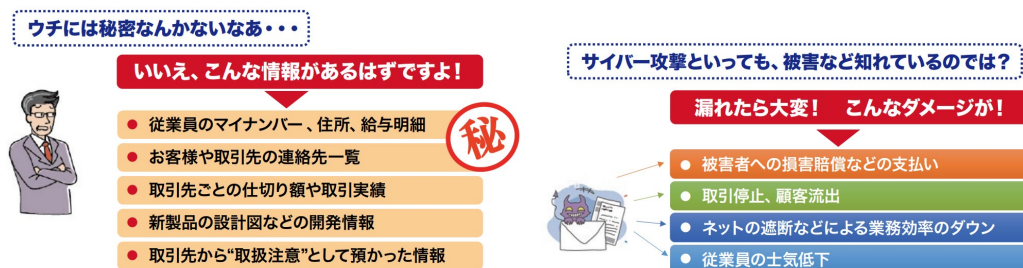 ウチには秘密なんかないなあ・・・
いいえ、こんな情報があるはずですよ!
● 従業員のマイナンバー、住所、給与明細
● お客様や取引先の連絡先一覧
● 取引先ごとの仕切り額や取引実績
● 新製品の設計図などの開発情報
● 取引先から“取扱注意”として預かった情報
秘
サイバー攻撃といっても、被害など知れているのでは?
漏れたら大変! こんなダメージが!
● 被害者への損害賠償などの支払い
● 取引停止、顧客流出
● ネットの遮断などによる業務効率のダウン
● 従業員の士気低下